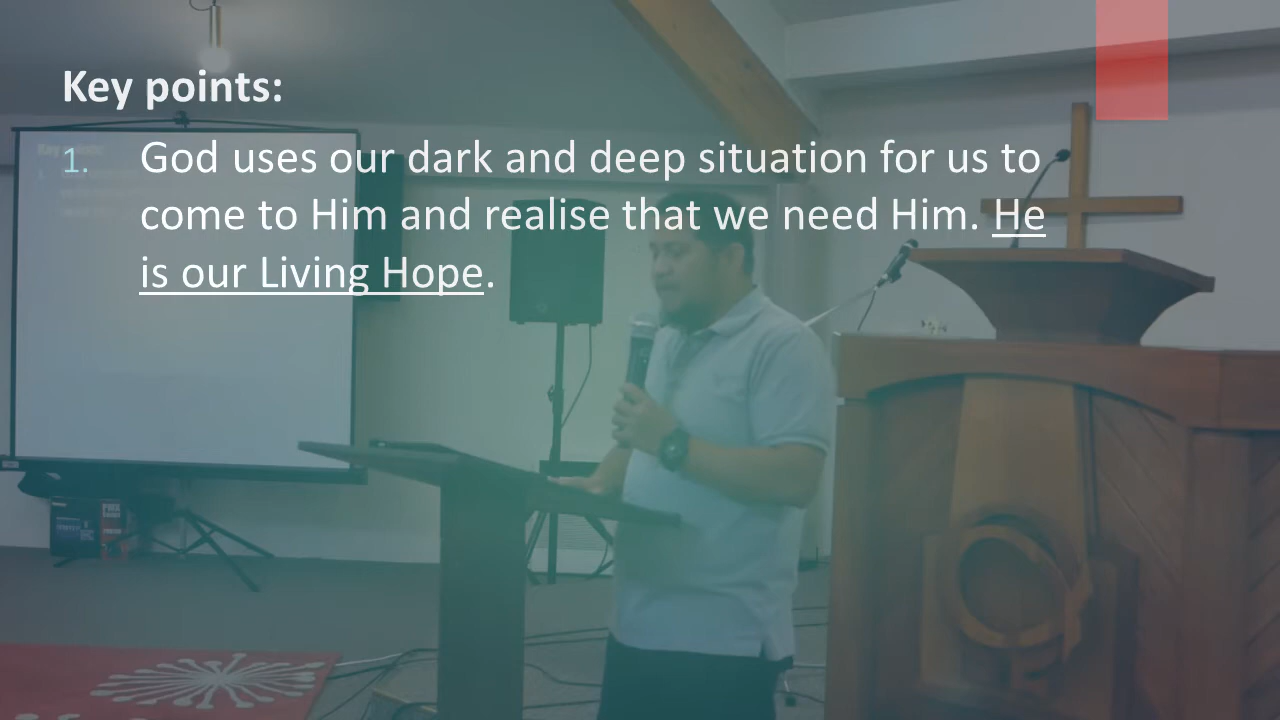 Key points:
1. God uses our dark and deep situation for us to
come to Him and realise that we need Him. He
is our Living Hope.